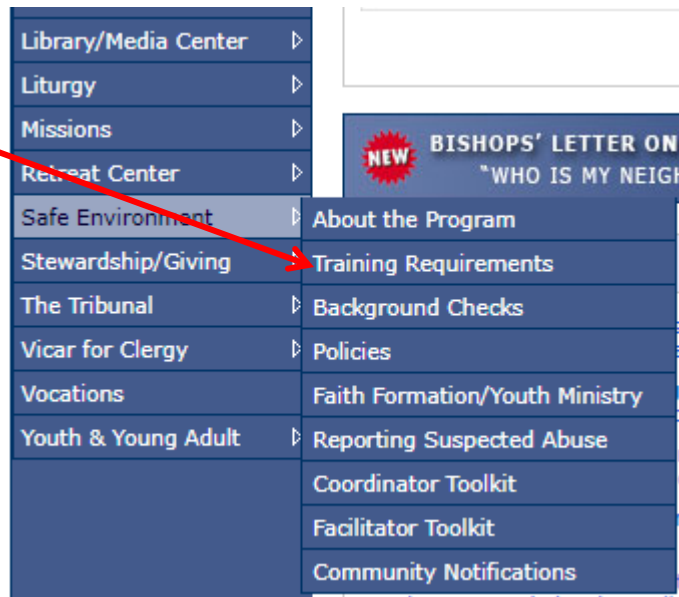 Library/Media Center
Liturgy
Missions
Retreat Center
Safe Environment
Stewardship/Giving
The Tribunal
Vicar for Clergy
Vocations
Youth & Young Adult
NEW
BISHOPS' LETTER ON
"WHO IS MY NEIGH
About the Program
Training Requirements
Background Checks
Policies
Faith Formation/Youth Ministry
Reporting Suspected Abuse
Coordinator Toolkit
Facilitator Toolkit
Community Notifications